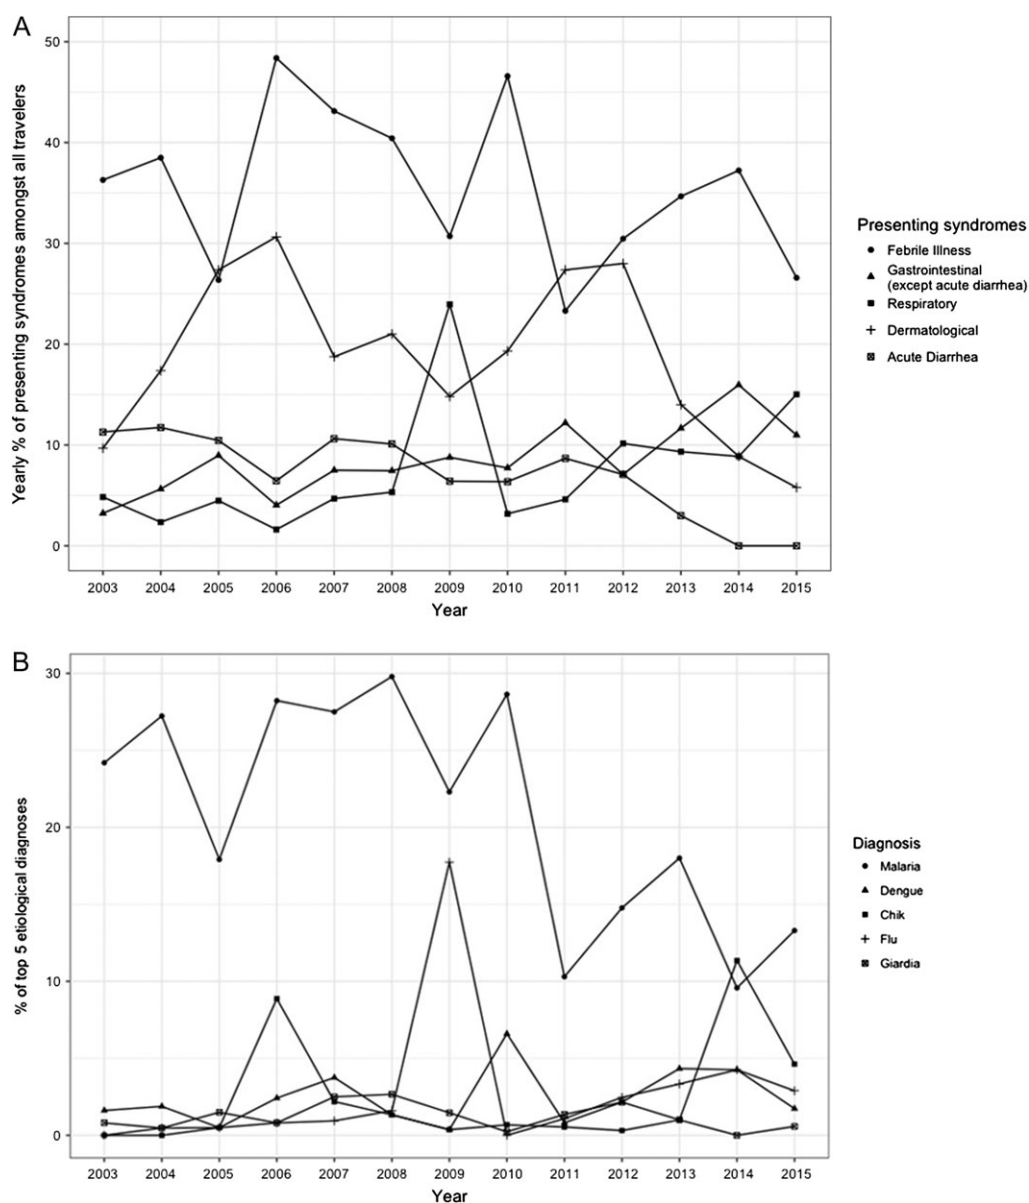 A
Yearly % of presenting syndromes amongst all travelers
50
40
30
20
10
0
2003 2004 2005 2006 2007 2008 2009 2010 2011 2012 2013 2014 2015
Year
Presenting syndromes
Febrile Illness
Gastrointestinal
(except acute diarrhea)
Respiratory
Dermatological
Acute Diarrhea
B
% of top 5 etiological diagnoses
30
20
10
0
2003 2004 2005 2006 2007 2008 2009 2010 2011 2012 2013 2014 2015
Year
Diagnosis
Malaria
Dengue
Chik
Flu
Giardia